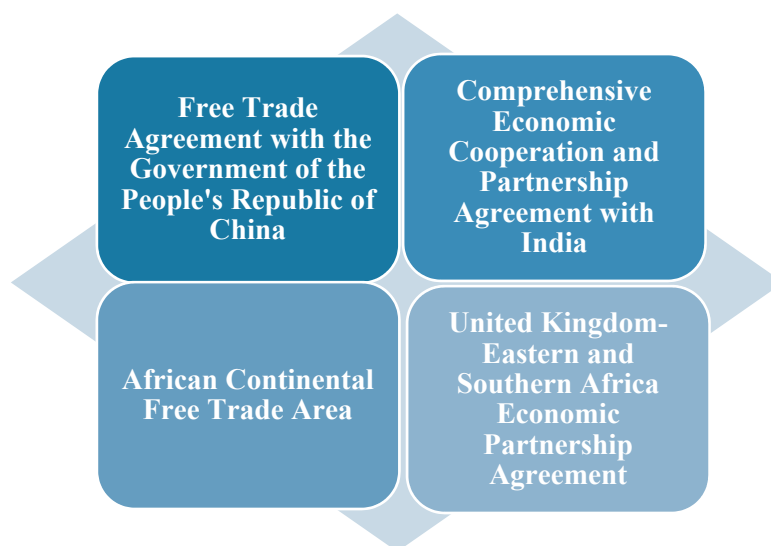 Free Trade
Agreement with the
Government of the
People's Republic of
China
Comprehensive
Economic
Cooperation and
Partnership
Agreement with
India
African Continental
Free Trade Area
United Kingdom-
Eastern and
Southern Africa
Economic
Partnership
Agreement